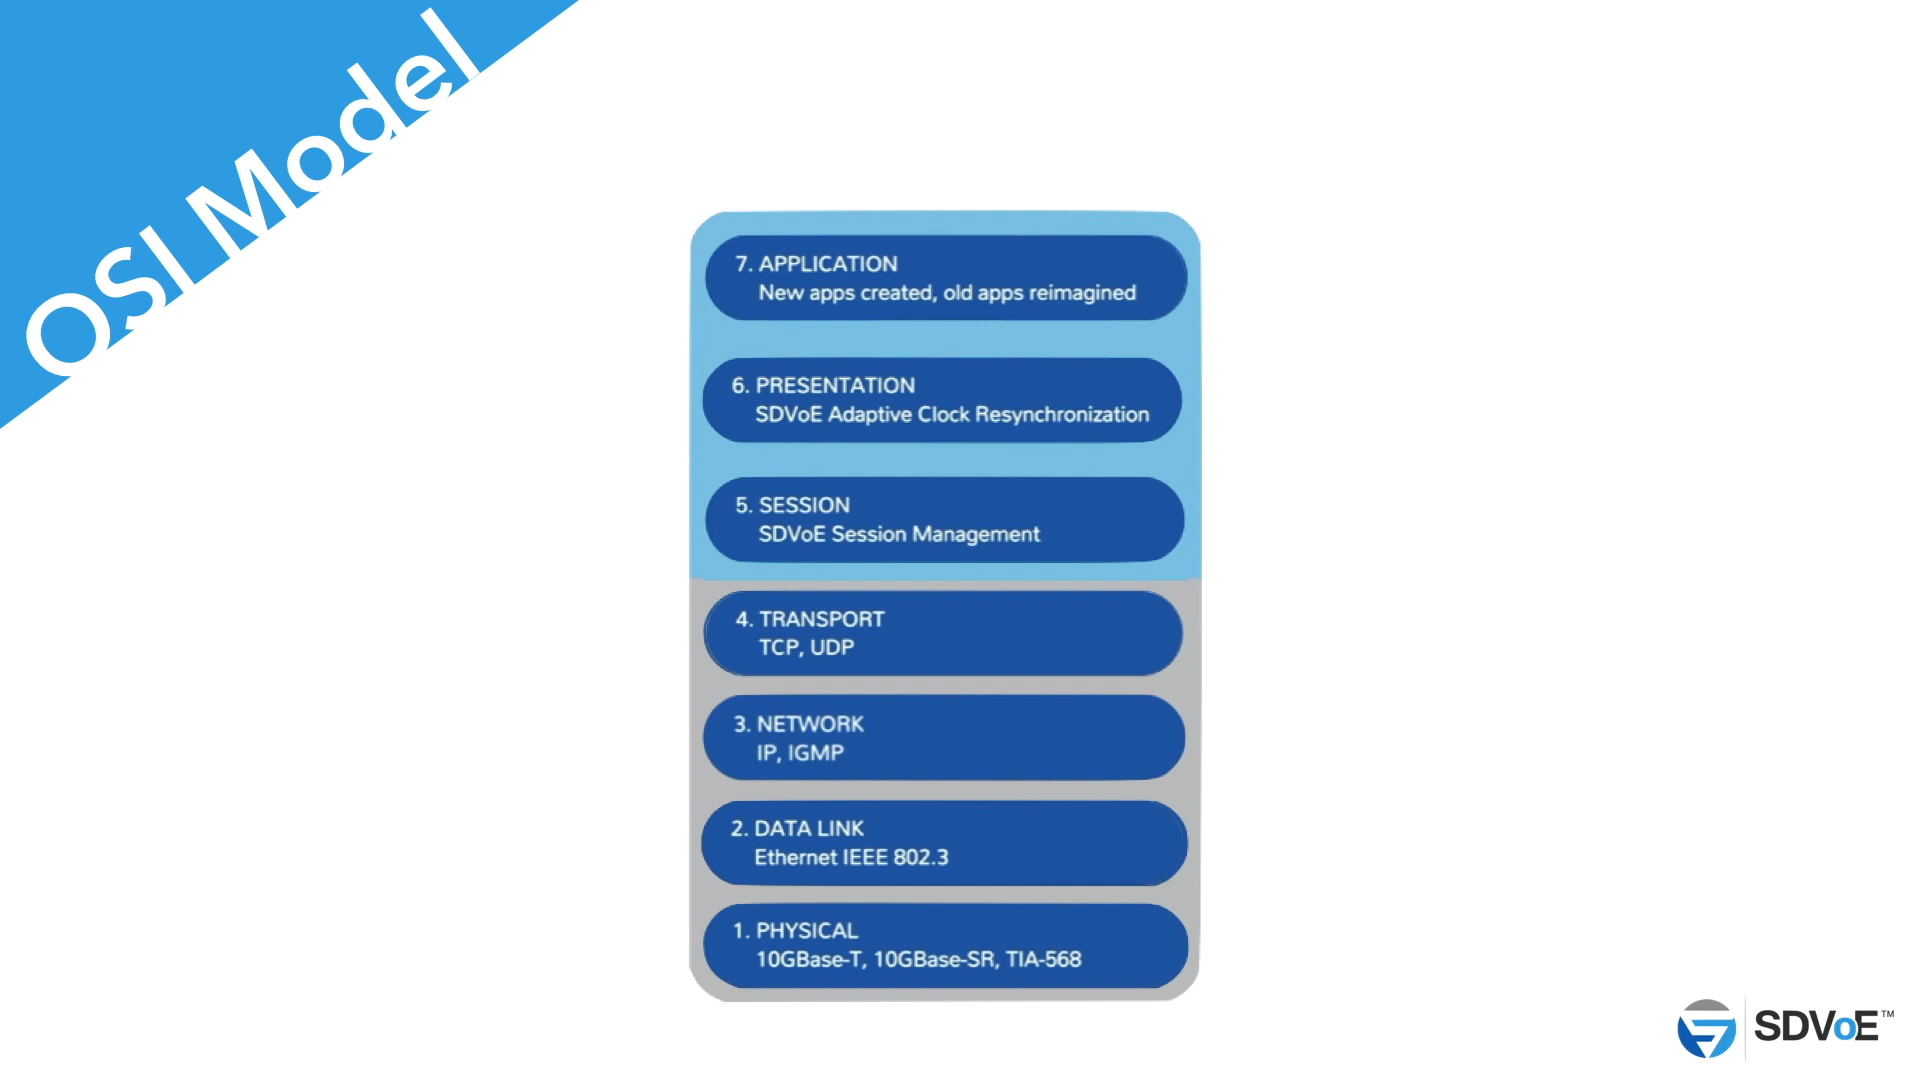 OSI Model
7. APPLICATION
New apps created, old apps reimagined
6. PRESENTATION
SDVoE Adaptive Clock Resynchronization
5. SESSION
SDVoE Session Management
4. TRANSPORT
TCP, UDP
3. NETWORK
IP, IGMP
2. DATA LINK
Ethernet IEEE 802.3
1. PHYSICAL
10GBase-T, 10GBase-SR, TIA-568
SDVoE™